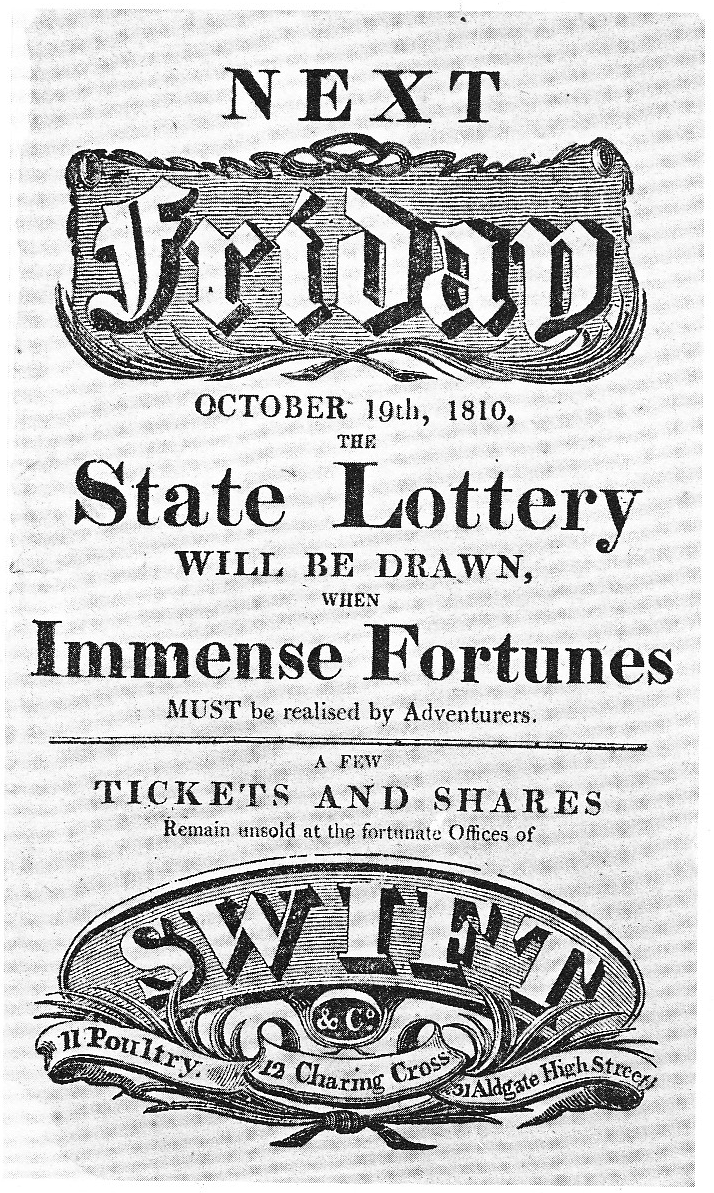 NEXT
Friday
OCTOBER 19th, 1810,
THE
State Lottery
WILL BE DRAWN,
WHEN
Immense Fortunes
MUST be realised by Adventurers.
A FEW
TICKETS AND SHARES
Remain unsold at the fortunate Offices of
SWIFT
& Co.
11 Poultry.
12 Charing Cross
31 Aldgate High Street